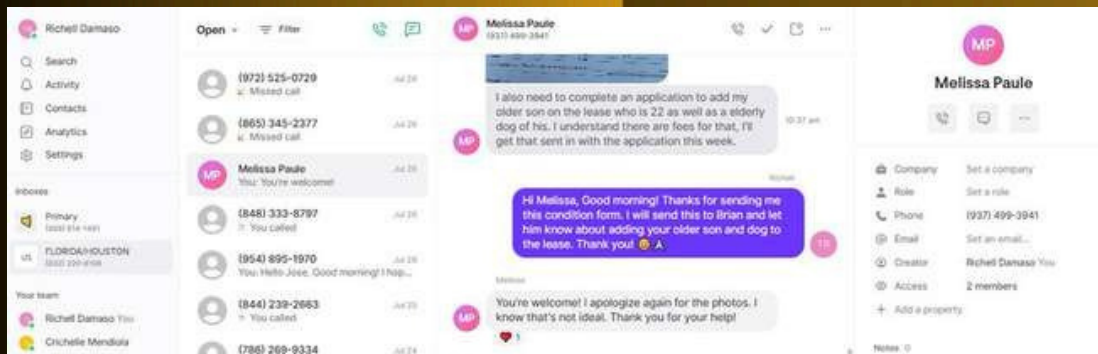 Richell Damaso
Search
Activity
Contacts
Analytics
Settings
Inboxes
Primary
FLORIDA/HOUSTON
Your team
Richell Damaso You
Crichelle Mendiola
Open
Filter
(972) 525-0729
Missed call
(865) 345-2377
Missed call
MP
Melissa Paule
You: You're welcome!
(848) 333-8797
You called
(954) 895-1970
You: Hello Jose, Good morning! I hop...
(844) 239-2663
You called
(786) 269-9334
MP
Melissa Paule
(937) 499-3941
I also need to complete an application to add my
older son on the lease who is 22 as well as a elderly
dog of his. I understand there are fees for that, I'll
get that sent in with the application this week.
MP
10:37 am
Hi Melissa, Good morning! Thanks for sending me
this condition form. I will send this to Brian and let
him know about adding your older son and dog to
the lease. Thank you! 😀🙏
Melissa
You're welcome! I apologize again for the photos. I
know that's not ideal. Thank you for your help!
MP
1
MP
Melissa Paule
Company Set a company
Role Set a role
Phone (937) 499-3941
Email Set an email...
Creator Richell Damaso You
Access 2 members
Add a property
Notes